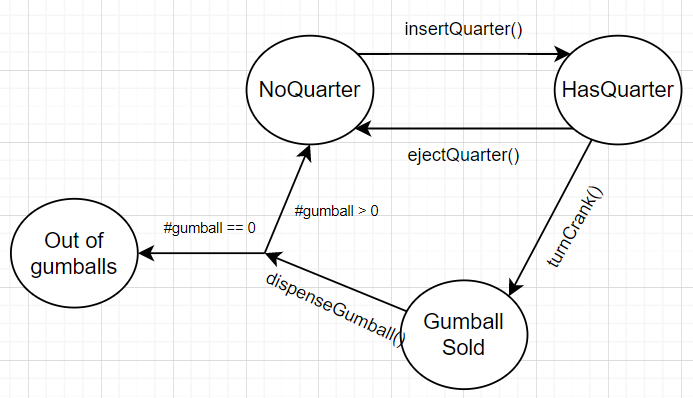 insertQuarter()
NoQuarter
HasQuarter
ejectQuarter()
#gumball > 0
#gumball == 0
turnCrank()
Out of
gumballs
dispenseGumball()
Gumball
Sold